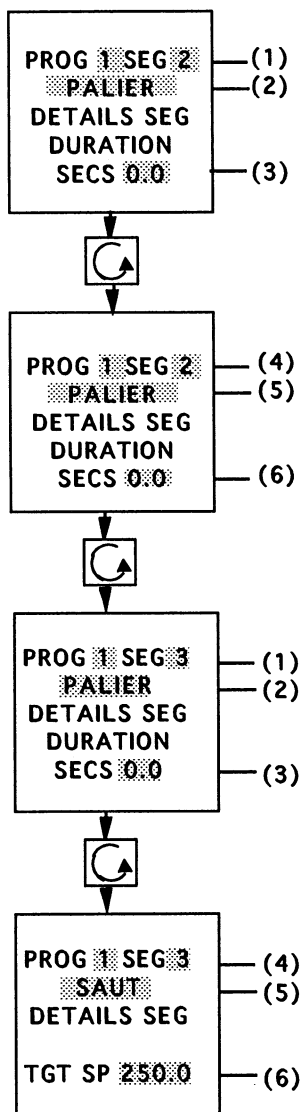 PROG 1 SEG 2 (1)
PALIER (2)
DETAILS SEG
DURATION
SECS 0.0 (3)
PROG 1 SEG 2 (4)
PALIER (5)
DETAILS SEG
DURATION
SECS 0.0 (6)
PROG 1 SEG 3 (1)
PALIER (2)
DETAILS SEG
DURATION
SECS 0.0 (3)
PROG 1 SEG 3 (4)
SAUT (5)
DETAILS SEG
TGT SP 250.0 (6)